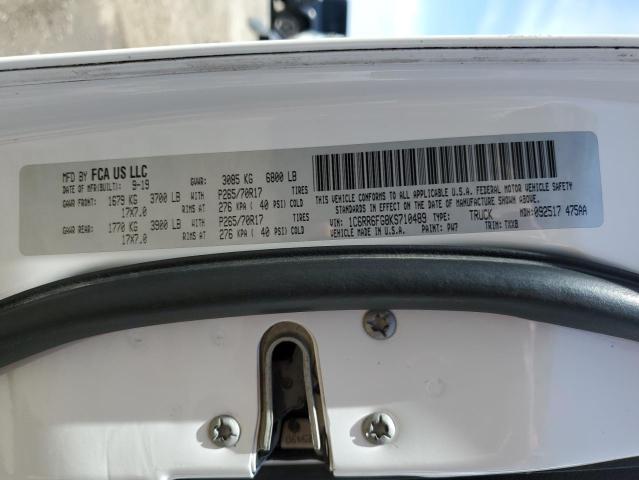 MFD BY FCA US LLC
DATE OF MFR(BUILT): 9-19 GVWR: 3085 KG 6800 LB
GAWR FRONT: 1679 KG 3700 LB P265/70R17 TIRES
17X7.0 RIMS AT 276 KPA ( 40 PSI) COLD
GAWR REAR: 1770 KG 3900 LB P265/70R17 TIRES
17X7.0 RIMS AT 276 KPA ( 40 PSI) COLD
THIS VEHICLE CONFORMS TO ALL APPLICABLE U.S.A. FEDERAL MOTOR VEHICLE SAFETY
STANDARDS IN EFFECT ON THE DATE OF MANUFACTURE SHOWN ABOVE.
VIN: 1C6RR6FG8KS710489 TYPE: TRUCK MDH:092517 475AA
VEHICLE MADE IN U.S.A. PAINT: PW7 TRIM: TXX8